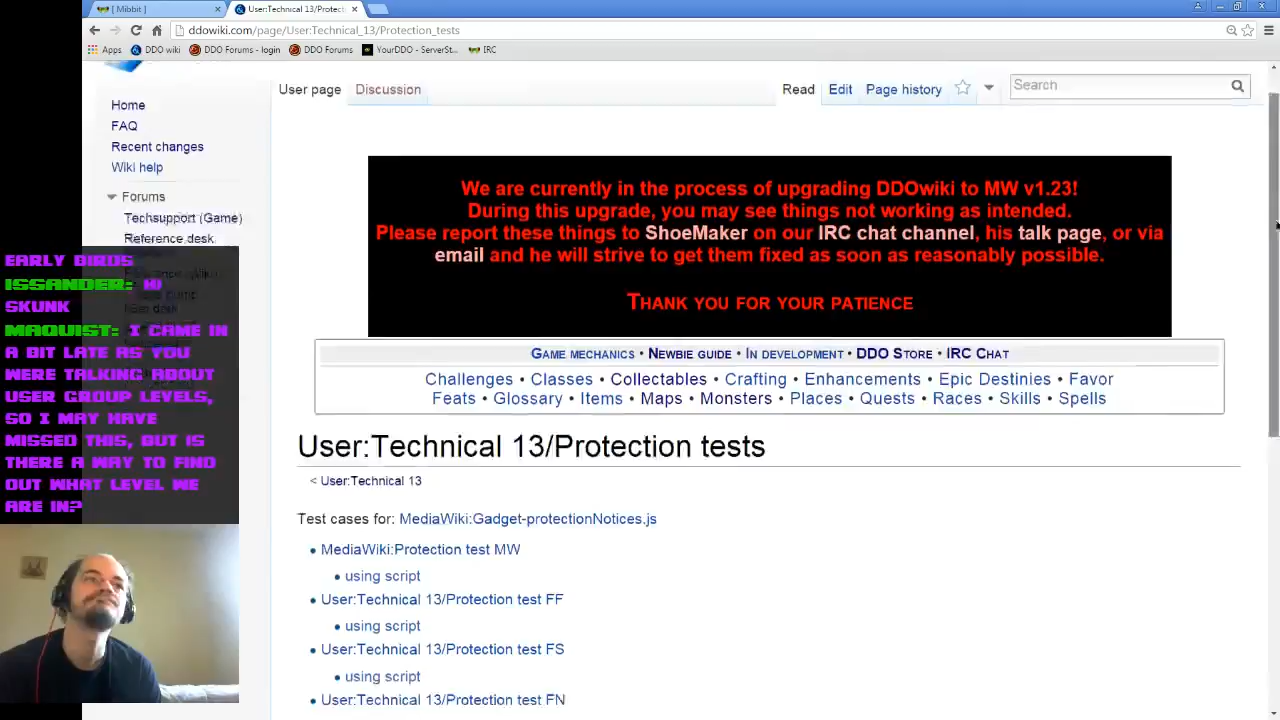 [ Mibbit ]
User:Technical 13/Protecti
ddowiki.com/page/User:Technical_13/Protection_tests
Apps
DDO wiki
DDO Forums - login
DDO Forums
YourDDO - ServerSt...
IRC
User page
Discussion
Read
Edit
Page history
Search
Home
FAQ
Recent changes
Wiki help
Forums
Techsupport (Game)
Reference desk
We are currently in the process of upgrading DDOwiki to MW v1.23!
During this upgrade, you may see things not working as intended.
Please report these things to ShoeMaker on our IRC chat channel, his talk page, or via
email and he will strive to get them fixed as soon as reasonably possible.
Thank you for your patience
Game mechanics • Newbie guide • In development • DDO Store • IRC Chat
Challenges • Classes • Collectables • Crafting • Enhancements • Epic Destinies • Favor
Feats • Glossary • Items • Maps • Monsters • Places • Quests • Races • Skills • Spells
EARLY BIRDS
ISSANDER: HI
SKUNK
MAQUIST: I CAME IN
A BIT LATE AS YOU
WERE TALKING ABOUT
USER GROUP LEVELS,
SO I MAY HAVE
MISSED THIS, BUT IS
THERE A WAY TO FIND
OUT WHAT LEVEL WE
ARE IN?
User:Technical 13/Protection tests
< User:Technical 13
Test cases for: MediaWiki:Gadget-protectionNotices.js
• MediaWiki:Protection test MW
• using script
• User:Technical 13/Protection test FF
• using script
• User:Technical 13/Protection test FS
• using script
• User:Technical 13/Protection test FN